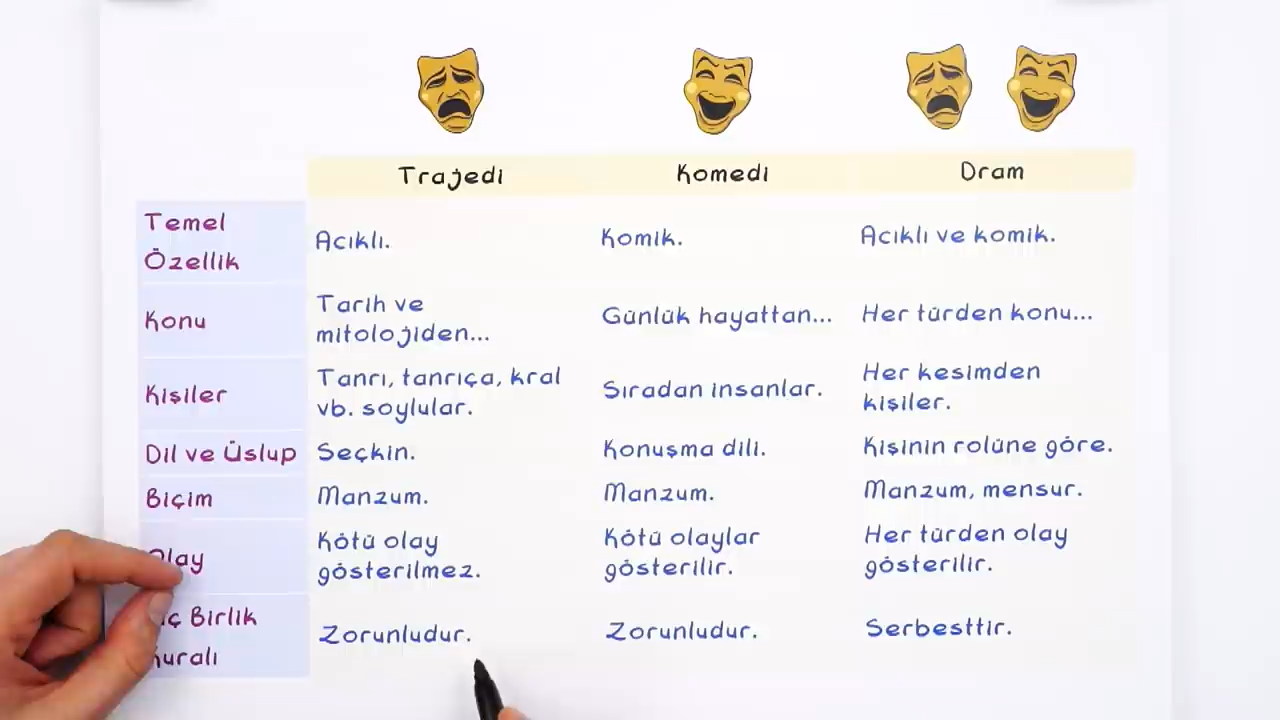 Trajedi Komedi Dram
Temel
Özellik
Acıklı. Komik. Acıklı ve komik.
Konu
Tarih ve
mitolojiden...
Günlük hayattan... Her türden konu...
Kişiler
Tanrı, tanrıça, kral
vb. soylular.
Sıradan insanlar.
Her kesimden
kişiler.
Dil ve Üslup Seçkin. Konuşma dili. Kişinin rolüne göre.
Biçim Manzum. Manzum. Manzum, mensur.
Olay
Kötü olay
gösterilmez.
Kötü olaylar
gösterilir.
Her türden olay
gösterilir.
Üç Birlik
Kuralı
Zorunludur. Zorunludur. Serbesttir.